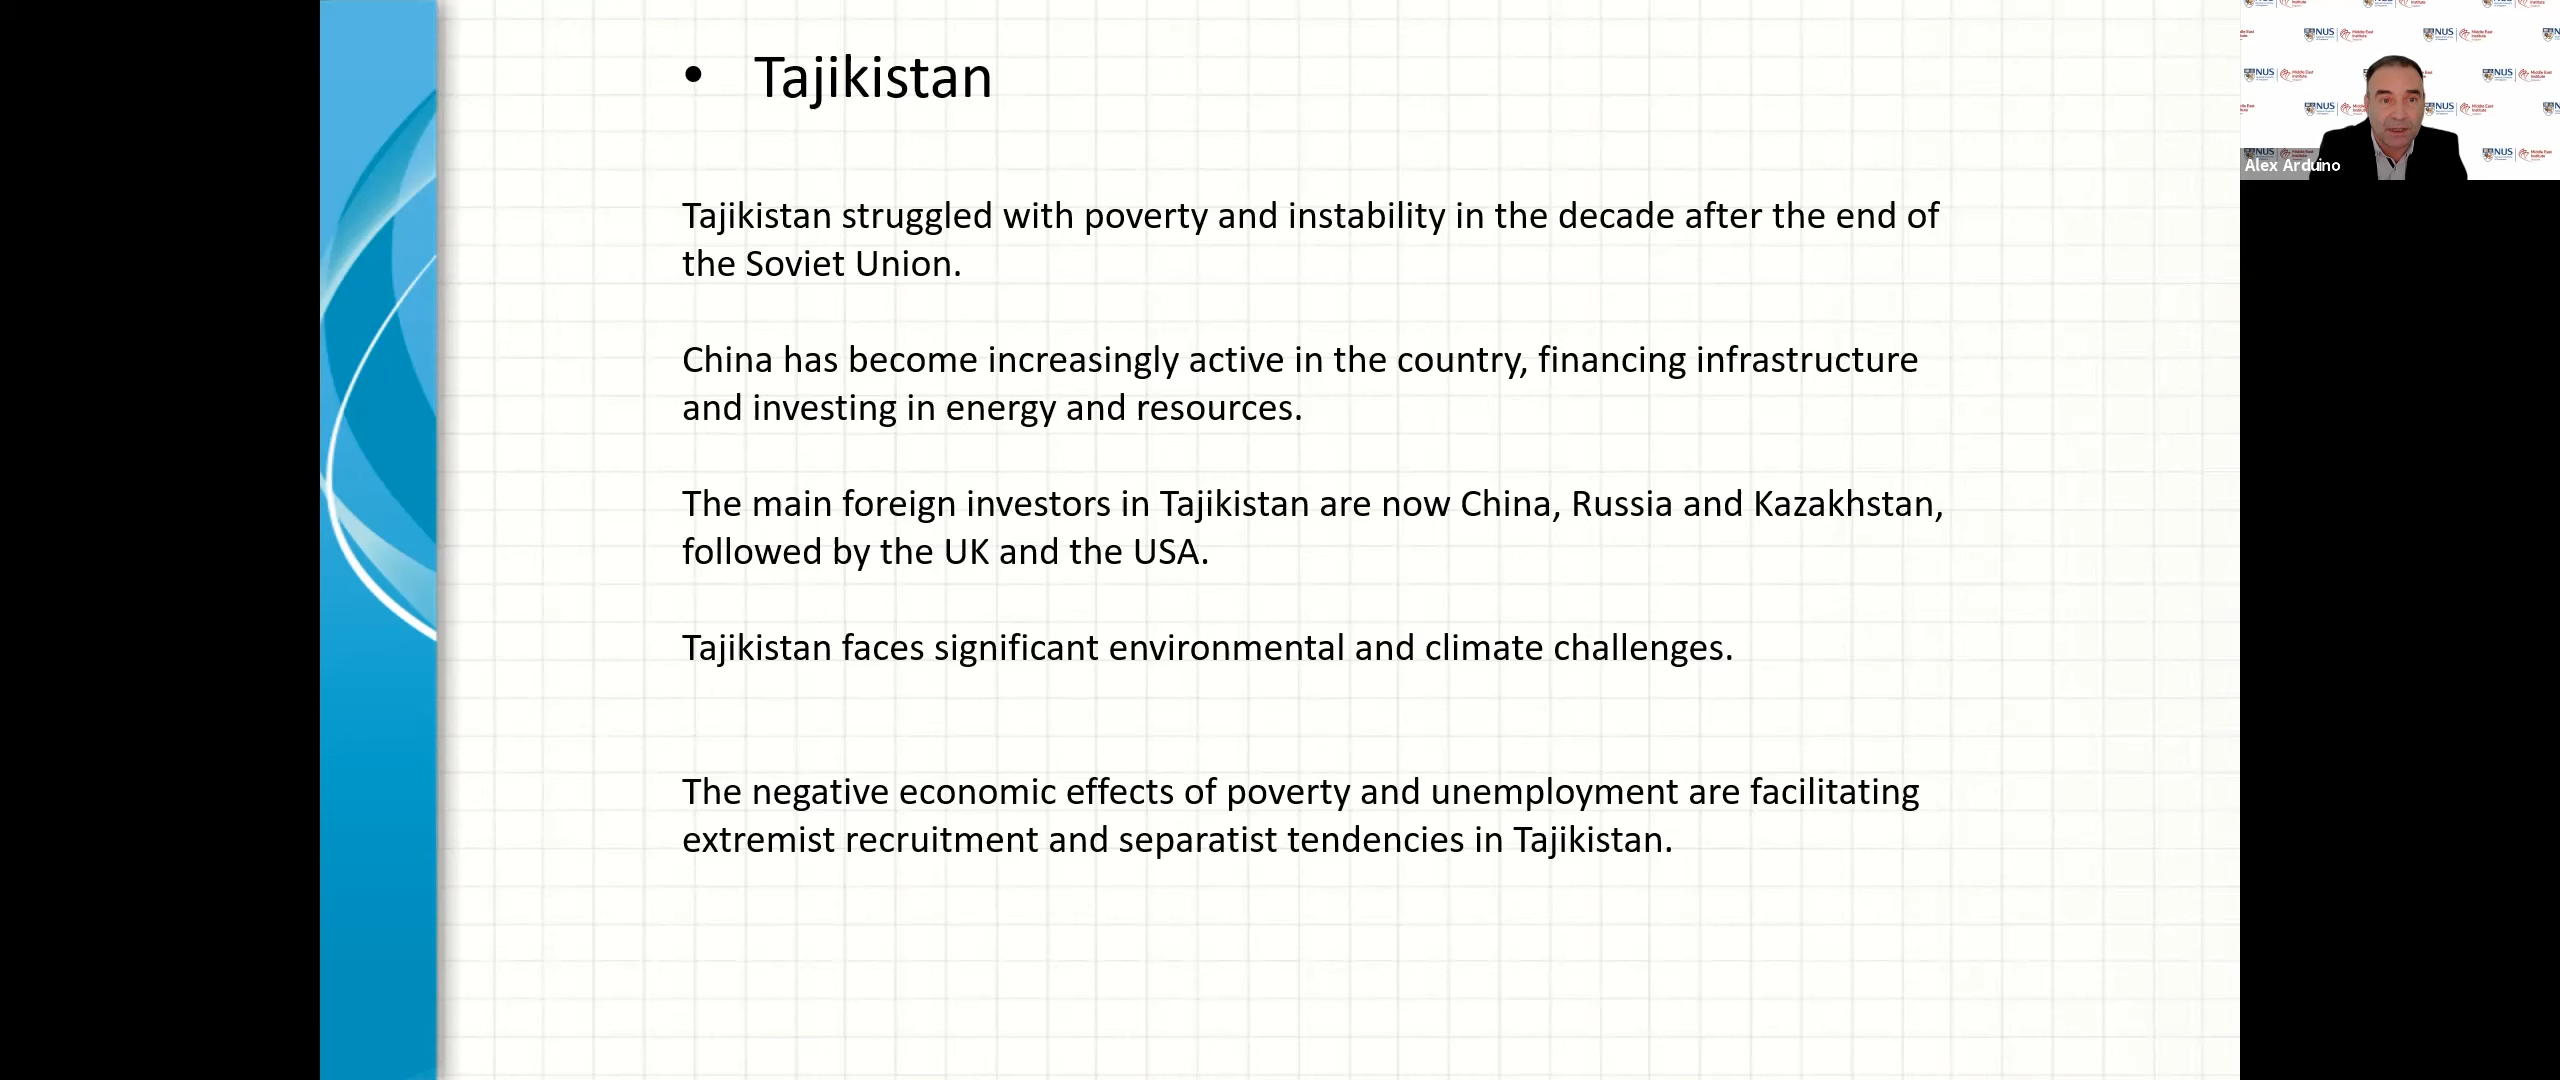 • Tajikistan
Tajikistan struggled with poverty and instability in the decade after the end of
the Soviet Union.
China has become increasingly active in the country, financing infrastructure
and investing in energy and resources.
The main foreign investors in Tajikistan are now China, Russia and Kazakhstan,
followed by the UK and the USA.
Tajikistan faces significant environmental and climate challenges.
The negative economic effects of poverty and unemployment are facilitating
extremist recruitment and separatist tendencies in Tajikistan.
NUS Middle East Institute
Alex Arduino